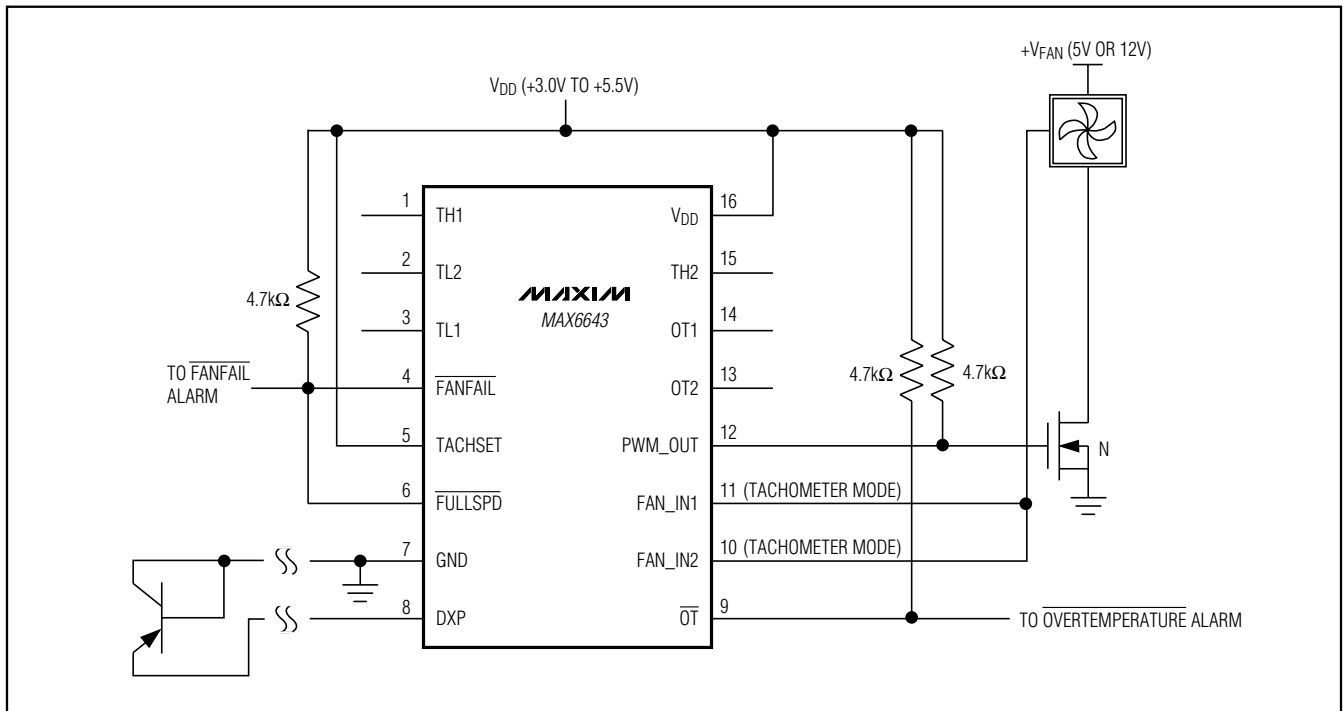 +VFAN (5V OR 12V)
VDD (+3.0V TO +5.5V)
1
TH1
VDD
16
2
TL2
TH2
15
4.7kΩ
MAXIM
MAX6643
3
TL1
OT1
14
TO FANFAIL
ALARM
4
FANFAIL
OT2
13
4.7kΩ
4.7kΩ
5
TACHSET
PWM_OUT
12
N
6
FULLSPD
FAN_IN1
11 (TACHOMETER MODE)
7
GND
FAN_IN2
10 (TACHOMETER MODE)
8
DXP
OT
9
TO OVERTEMPERATURE ALARM